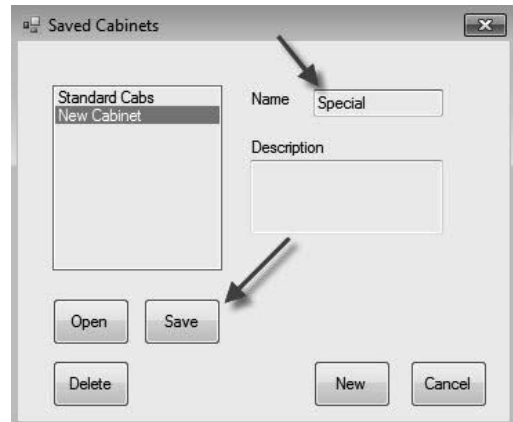 Saved Cabinets
Standard Cabs
New Cabinet
Name
Special
Description
Open
Save
Delete
New
Cancel